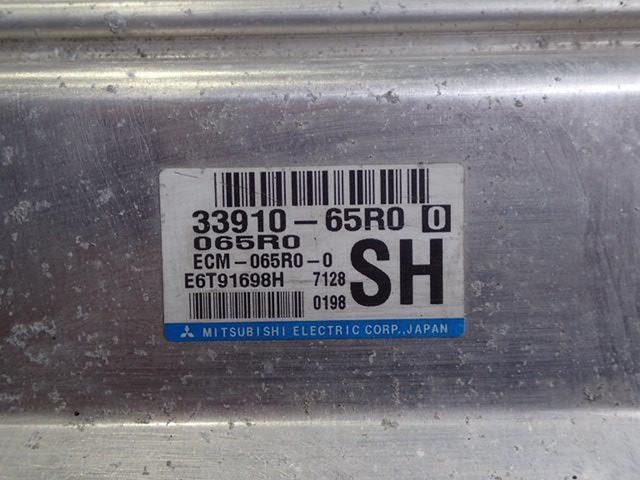 33910-65R0 0
065R0
ECM-065R0-0
E6T91698H 7128
0198
SH
MITSUBISHI ELECTRIC CORP., JAPAN